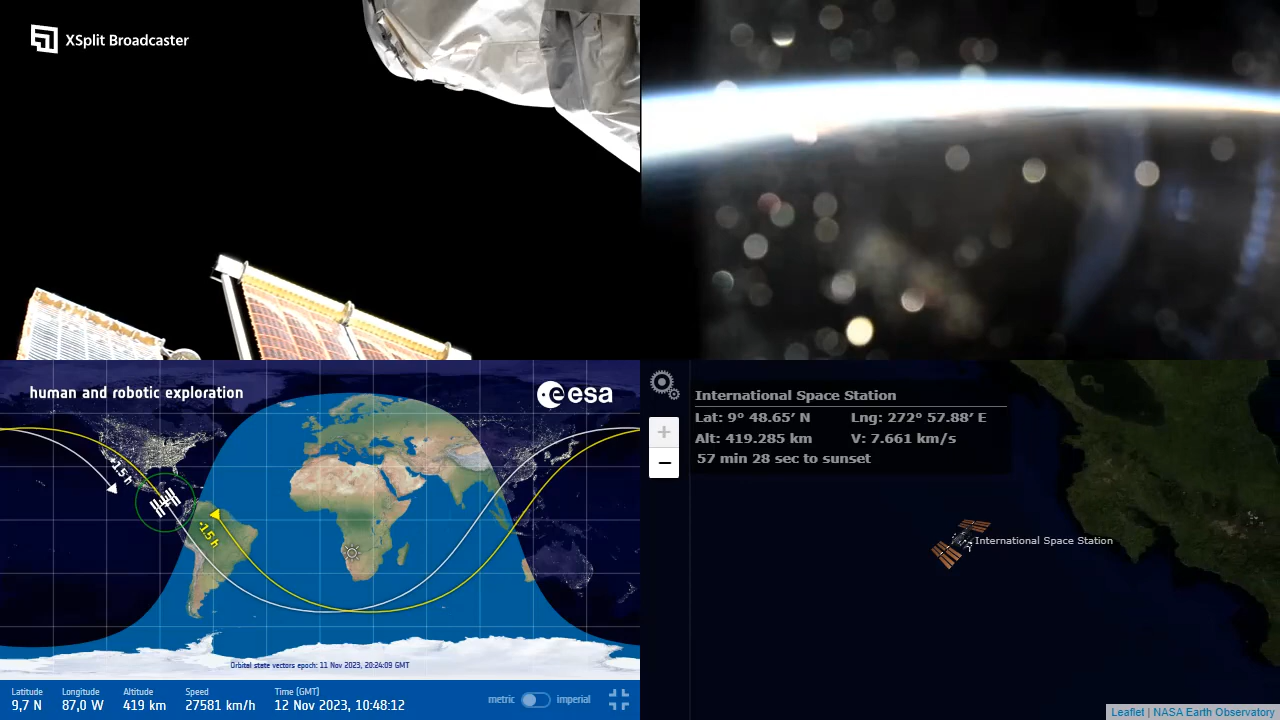 XSplit Broadcaster
human and robotic exploration
esa
+1.5 h
-1.5 h
Orbital state vectors epoch: 11 Nov 2023, 20:24:09 GMT
Latitude Longitude Altitude Speed Time (GMT)
9,7 N 87,0 W 419 km 27581 km/h 12 Nov 2023, 10:48:12
metric imperial
International Space Station
Lat: 9° 48.65′ N Lng: 272° 57.88′ E
Alt: 419.285 km V: 7.661 km/s
57 min 28 sec to sunset
+
−
International Space Station
Leaflet | NASA Earth Observatory